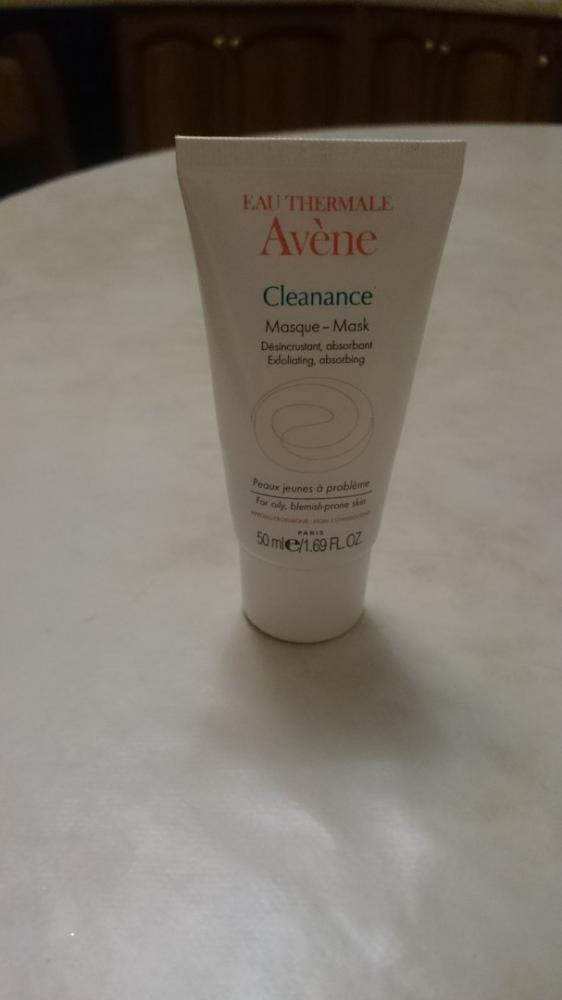 EAU THERMALE
Avène
Cleanance
Masque – Mask
Désincrustant, absorbant
Exfoliating, absorbing
Peaux jeunes à problème
For oily, blemish-prone skin
PARIS
50 ml e/1.69 FL.OZ.